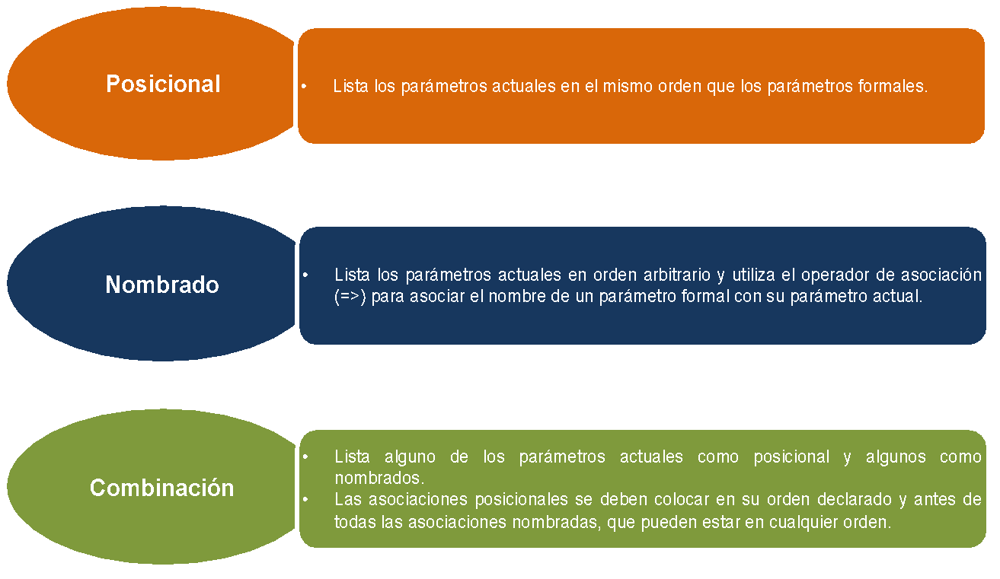 Posicional
• Lista los parámetros actuales en el mismo orden que los parámetros formales.
Nombrado
• Lista los parámetros actuales en orden arbitrario y utiliza el operador de asociación
(=>) para asociar el nombre de un parámetro formal con su parámetro actual.
Combinación
• Lista alguno de los parámetros actuales como posicional y algunos como
nombrados.
• Las asociaciones posicionales se deben colocar en su orden declarado y antes de
todas las asociaciones nombradas, que pueden estar en cualquier orden.